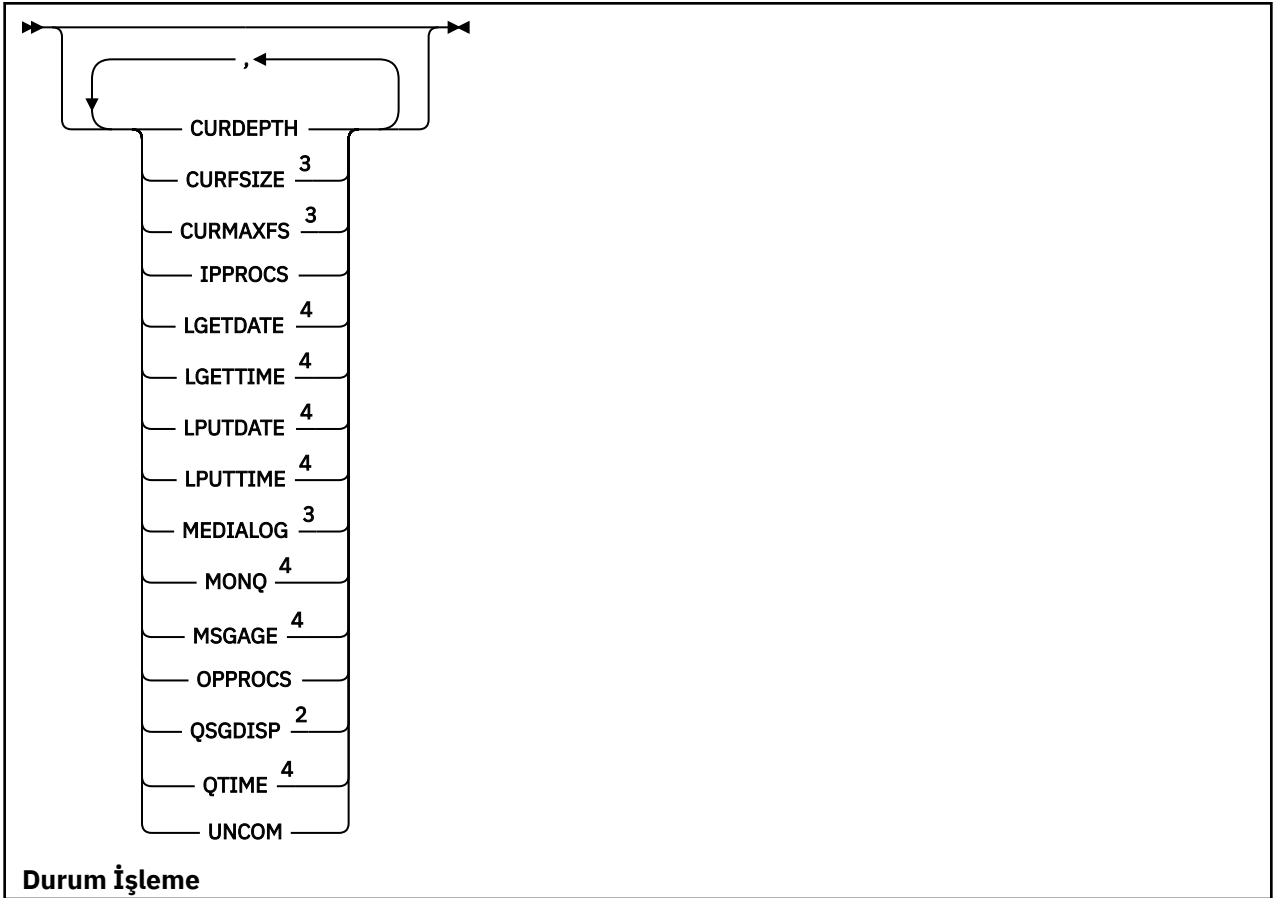 ,
CURDEPTH
CURFSIZE 3
CURMAXFS 3
IPPROCS
LGETDATE 4
LGETTIME 4
LPUTDATE 4
LPUTTIME 4
MEDIALOG 3
MONQ 4
MSGAGE 4
OPPROCS
QSGDISP 2
QTIME 4
UNCOM
Durum İşleme